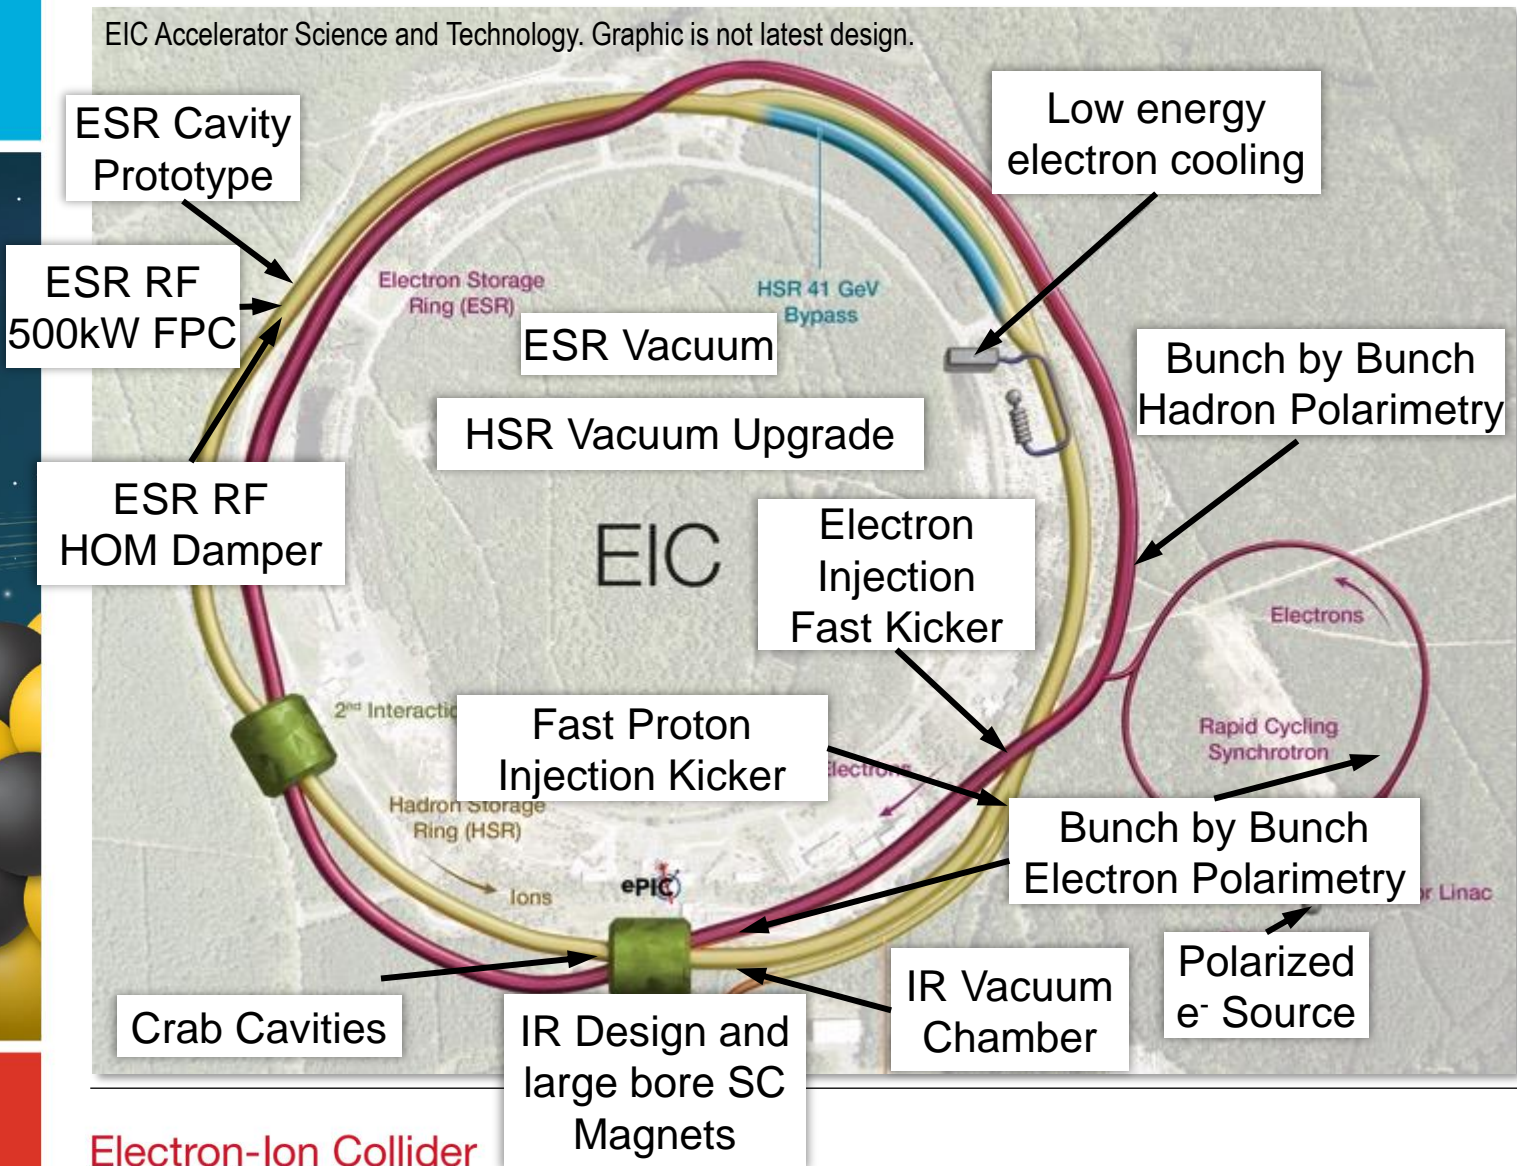 EIC Accelerator Science and Technology. Graphic is not latest design.
ESR Cavity
Prototype
Low energy
electron cooling
ESR RF
500kW FPC
Electron Storage
Ring (ESR)
HSR 41 GeV
Bypass
ESR Vacuum
Bunch by Bunch
Hadron Polarimetry
HSR Vacuum Upgrade
ESR RF
HOM Damper
EIC
Electron
Injection
Fast Kicker
Electrons
2nd
Fast Proton
Injection Kicker
Rapid Cycling
Synchrotron
Electrons
Hadron Storage
Ring (HSR)
Bunch by Bunch
Electron Polarimetry
ePIC
Ions
Linac
Polarized
e- Source
IR Vacuum
Chamber
Crab Cavities
IR Design and
large bore SC
Magnets
Electron-Ion Collider